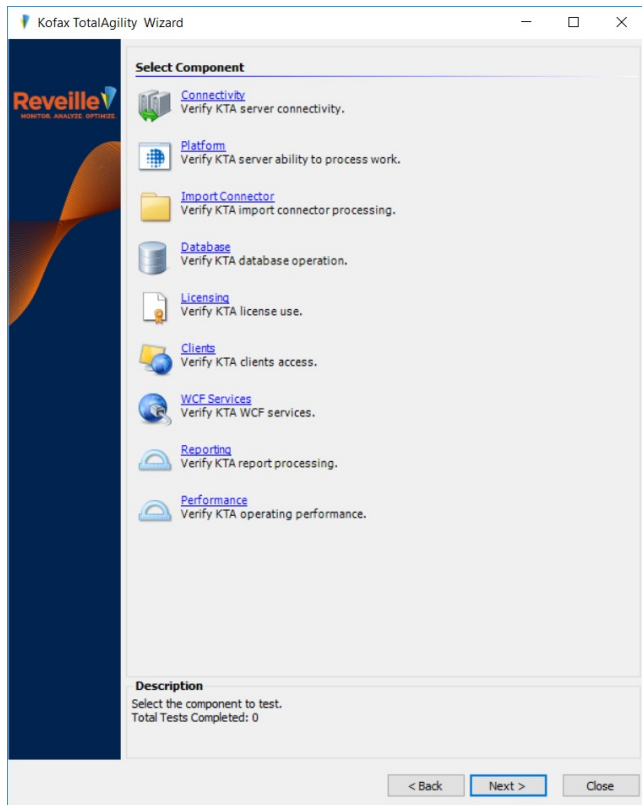 Kofax TotalAgility Wizard
Reveille
MONITOR. ANALYZE. OPTIMIZE.
Select Component
Connectivity
Verify KTA server connectivity.
Platform
Verify KTA server ability to process work.
Import Connector
Verify KTA import connector processing.
Database
Verify KTA database operation.
Licensing
Verify KTA license use.
Clients
Verify KTA clients access.
WCF Services
Verify KTA WCF services.
Reporting
Verify KTA report processing.
Performance
Verify KTA operating performance.
Description
Select the component to test.
Total Tests Completed: 0
< Back Next > Close